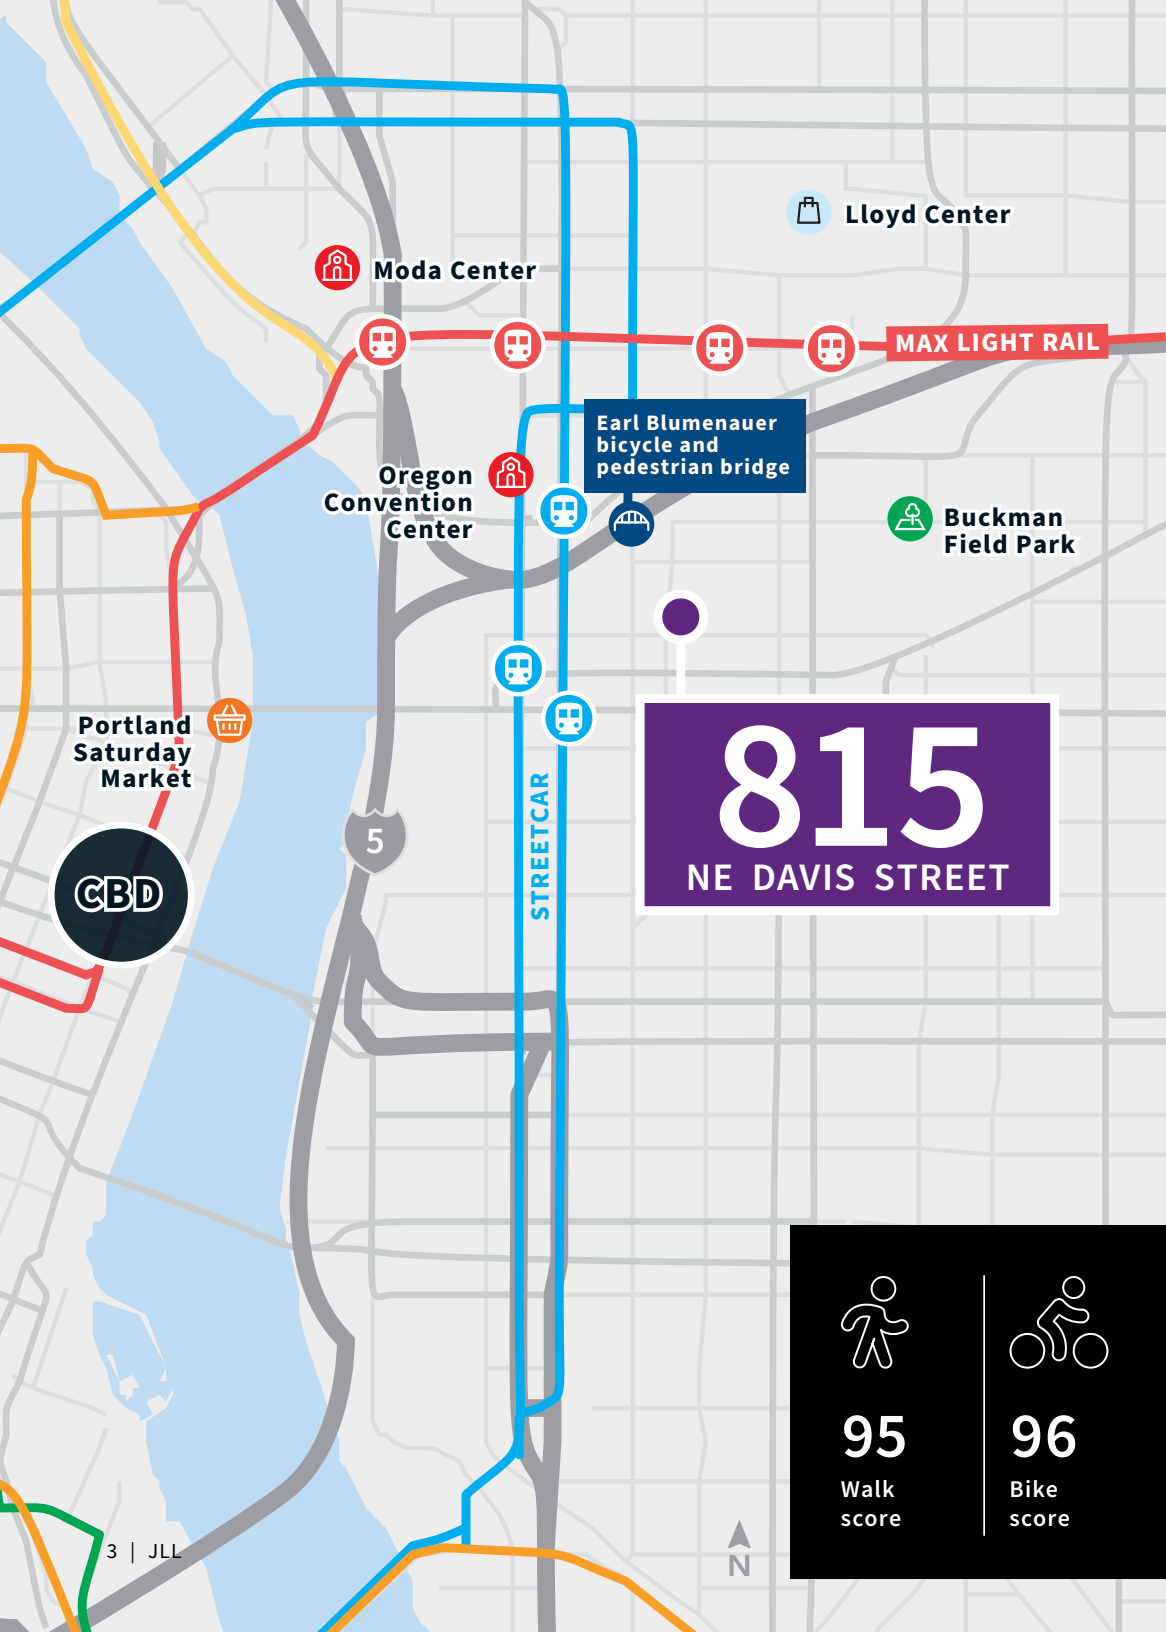 Lloyd Center
Moda Center
MAX LIGHT RAIL
Earl Blumenauer
bicycle and
pedestrian bridge
Oregon
Convention
Center
Buckman
Field Park
Portland
Saturday
Market
815
NE DAVIS STREET
STREETCAR
5
CBD
95
Walk
score
96
Bike
score
3 | JLL
N